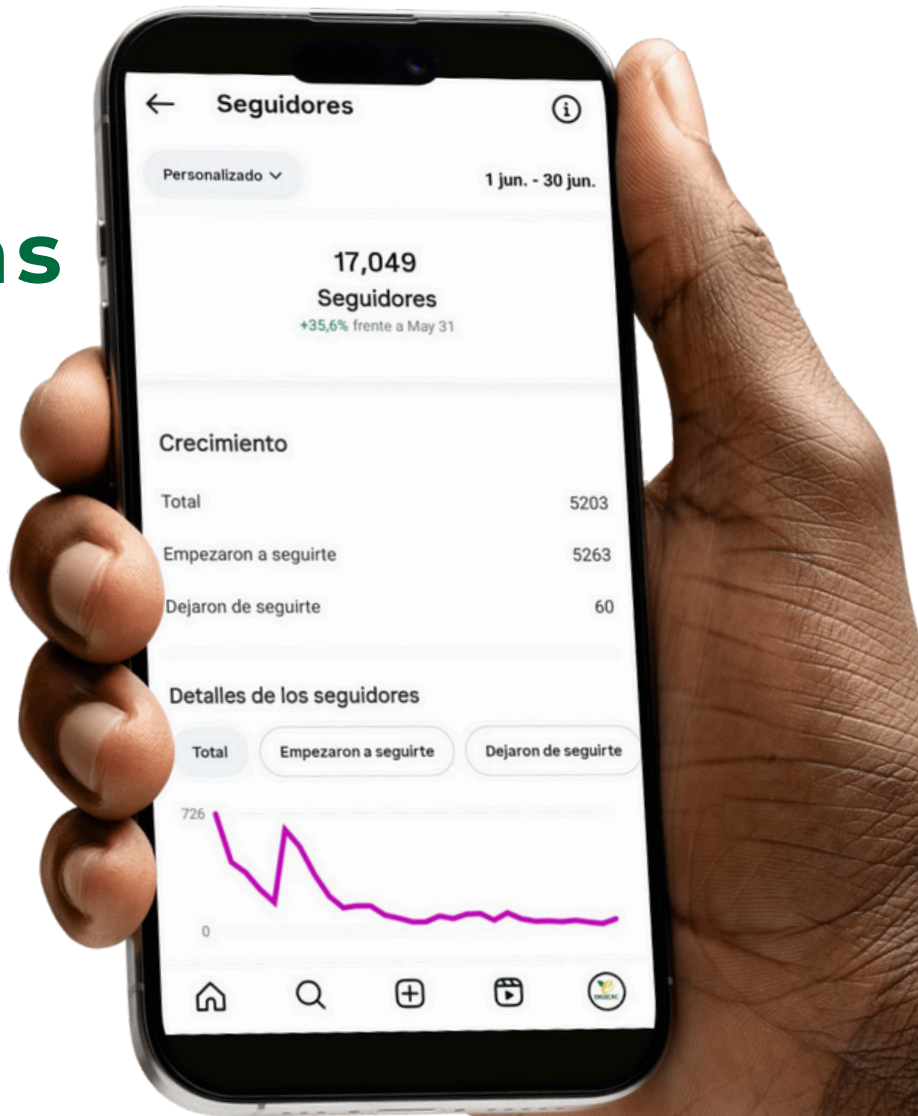 Seguidores
Personalizado
1 jun. - 30 jun.
17,049
Seguidores
+35,6% frente a May 31
Crecimiento
Total 5203
Empezaron a seguirte 5263
Dejaron de seguirte 60
Detalles de los seguidores
Total Empezaron a seguirte Dejaron de seguirte
726
0